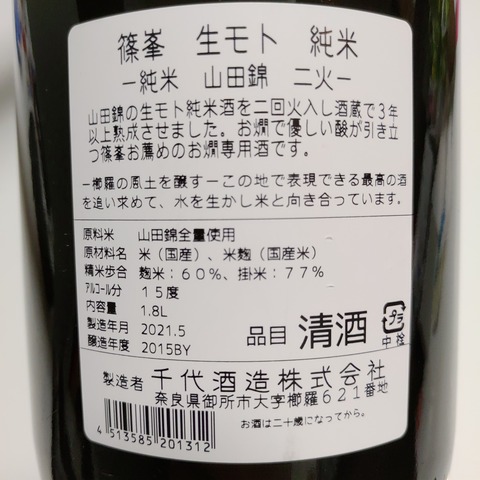 篠峯 生モト 純米
ー純米 山田錦 二火ー
山田錦の生モト純米酒を二回火入し酒蔵で3年
以上熟成させました。お燗で優しい酸が引き立
つ篠峯お薦めのお燗専用酒です。
ー櫛羅の風土を醸すーこの地で表現できる最高の酒
を追い求めて、水を生かし米と向き合っています。
原料米 山田錦全量使用
原材料名 米（国産）、米麹（国産米）
精米歩合 麹米：60%、掛米：77%
アルコール分 15度
内容量 1.8L
製造年月 2021.5
醸造年度 2015BY
品目 清酒
プラ
中栓
製造者 千代酒造株式会社
奈良県御所市大字櫛羅621番地
お酒は二十歳になってから。
4513585201312